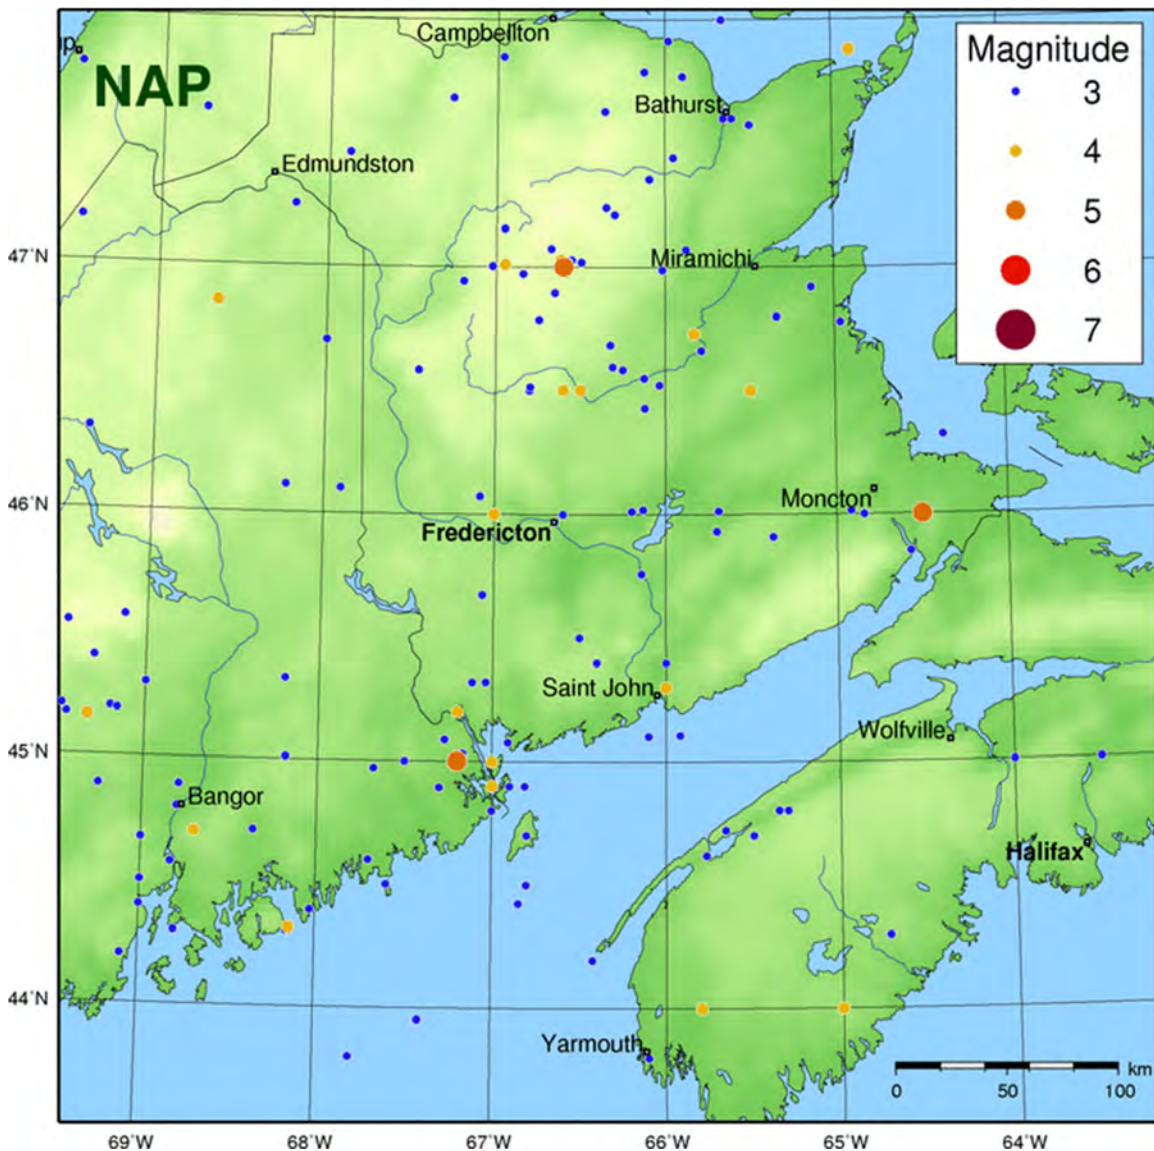 Campbellton
Magnitude
3
NAP
Bathurst
4
Edmundston
5
47°N
Miramichi
6
7
46°N
Moncton
Fredericton
Saint John
Wolfville
45°N
Bangor
Halifax
44°N
Yarmouth
km
0 50 100
69°W 68°W 67°W 66°W 65°W 64°W